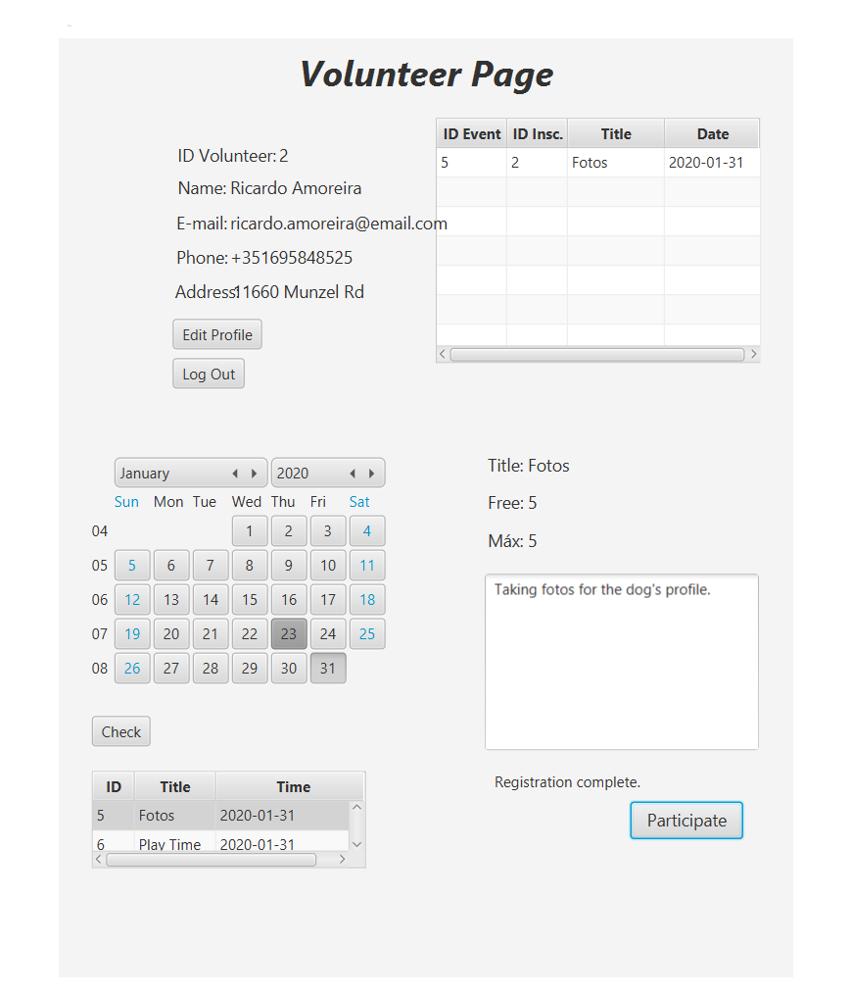 Volunteer Page
ID Volunteer: 2
Name: Ricardo Amoreira
E-mail: ricardo.amoreira@email.com
Phone: +351695848525
Address11660 Munzel Rd
Edit Profile
Log Out
ID Event ID Insc. Title Date
5 2 Fotos 2020-01-31
January 2020
Sun Mon Tue Wed Thu Fri Sat
04 1 2 3 4
05 5 6 7 8 9 10 11
06 12 13 14 15 16 17 18
07 19 20 21 22 23 24 25
08 26 27 28 29 30 31
Check
ID Title Time
5 Fotos 2020-01-31
6 Play Time 2020-01-31
Title: Fotos
Free: 5
Máx: 5
Taking fotos for the dog's profile.
Registration complete.
Participate